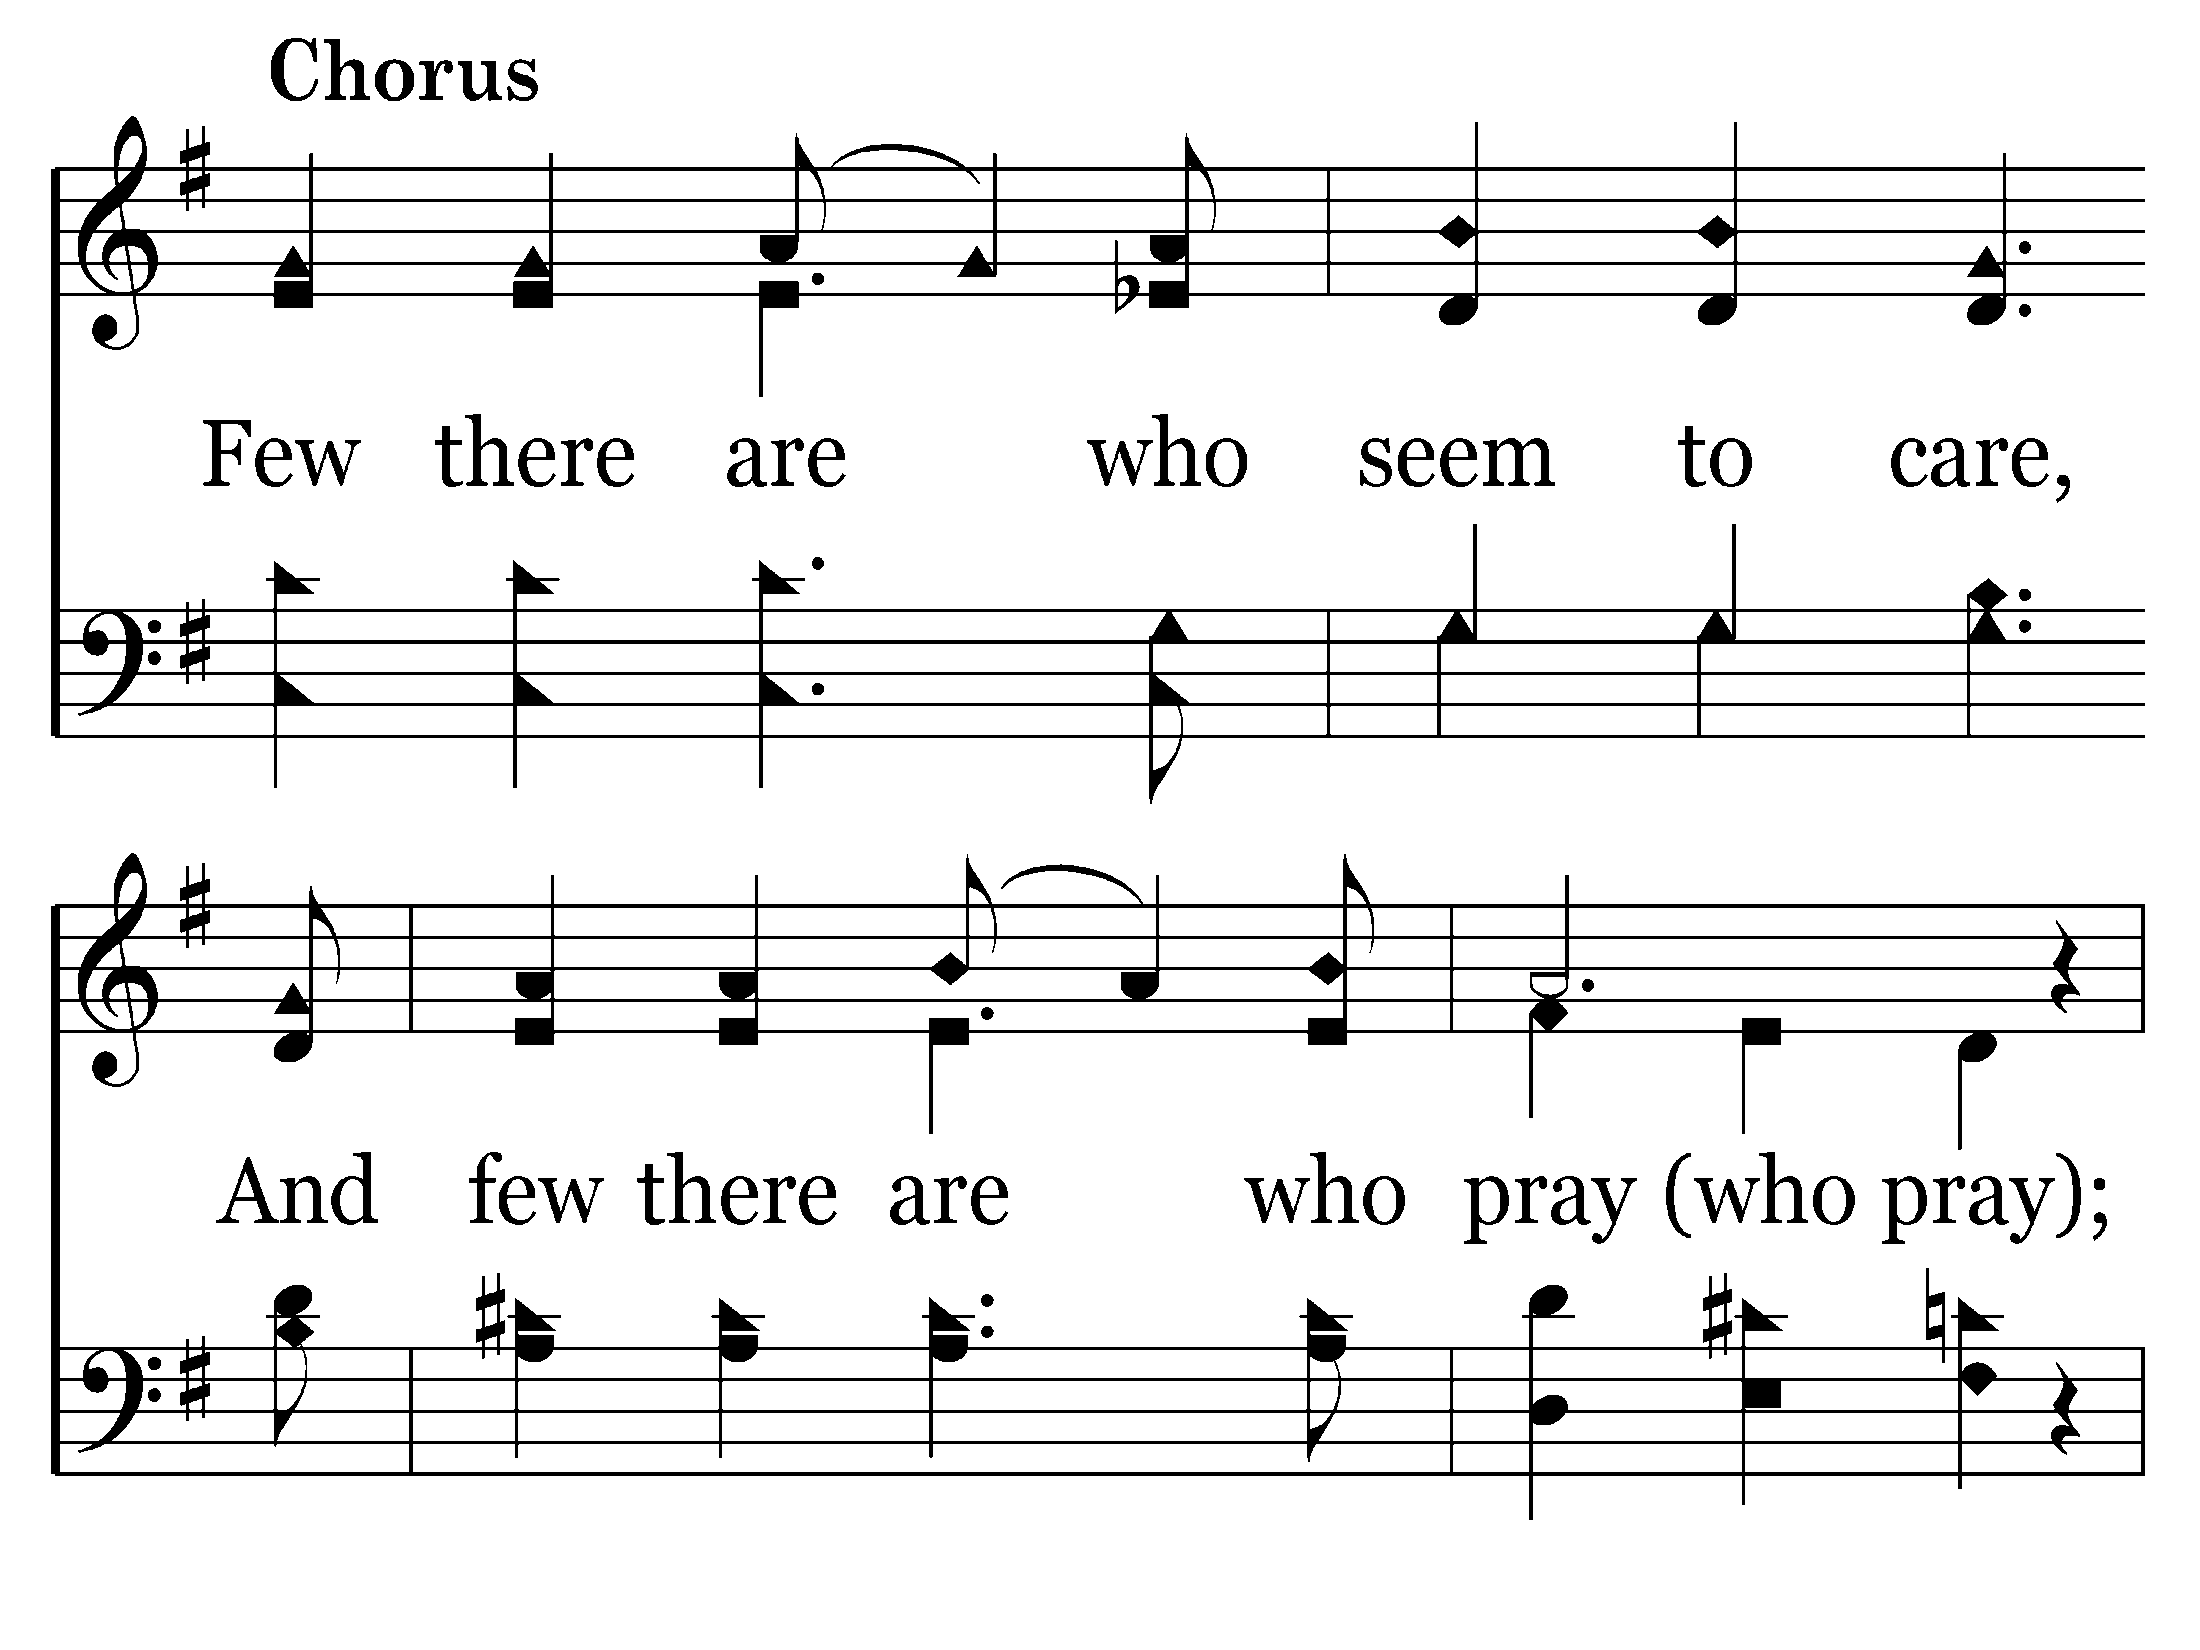 Chorus
Few there are who seem to care,
And few there are who pray (who pray);